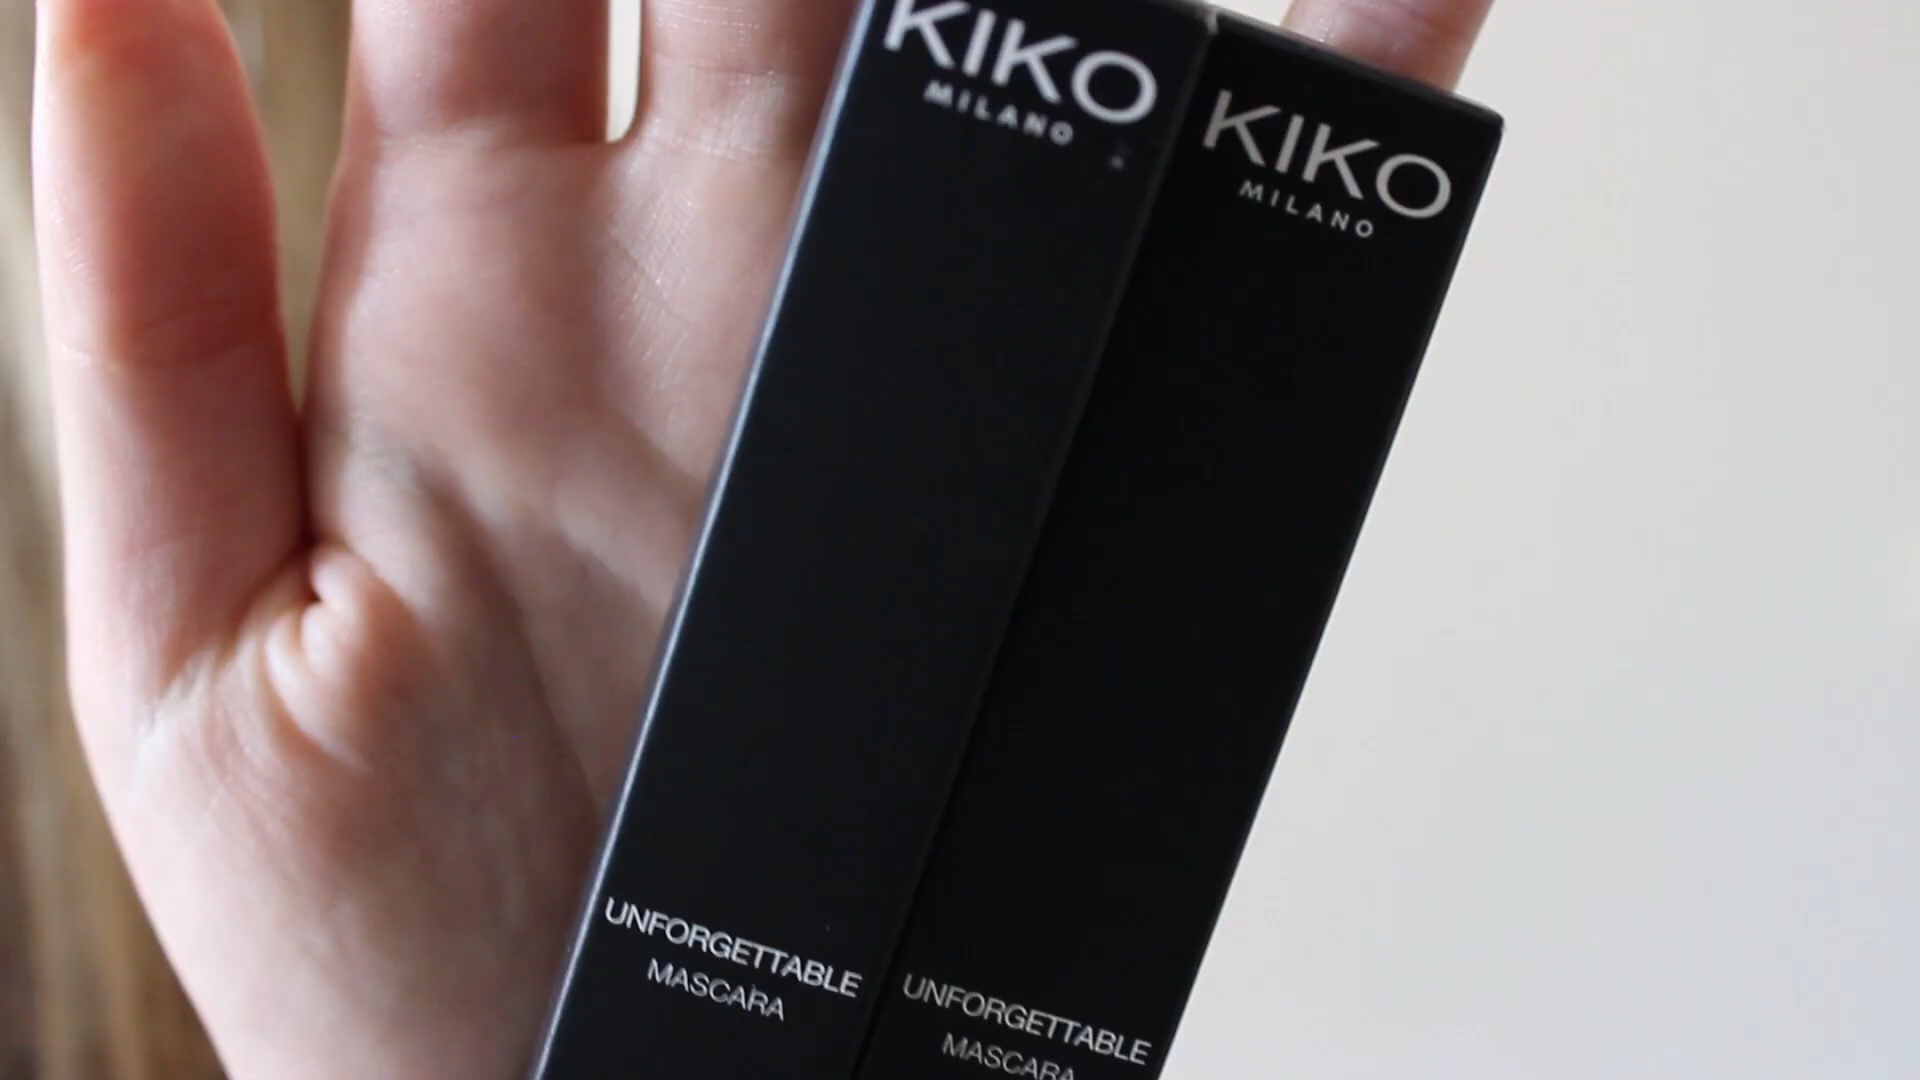 KIKO
MILANO
UNFORGETTABLE
MASCARA
KIKO
MILANO
UNFORGETTABLE
MASCARA